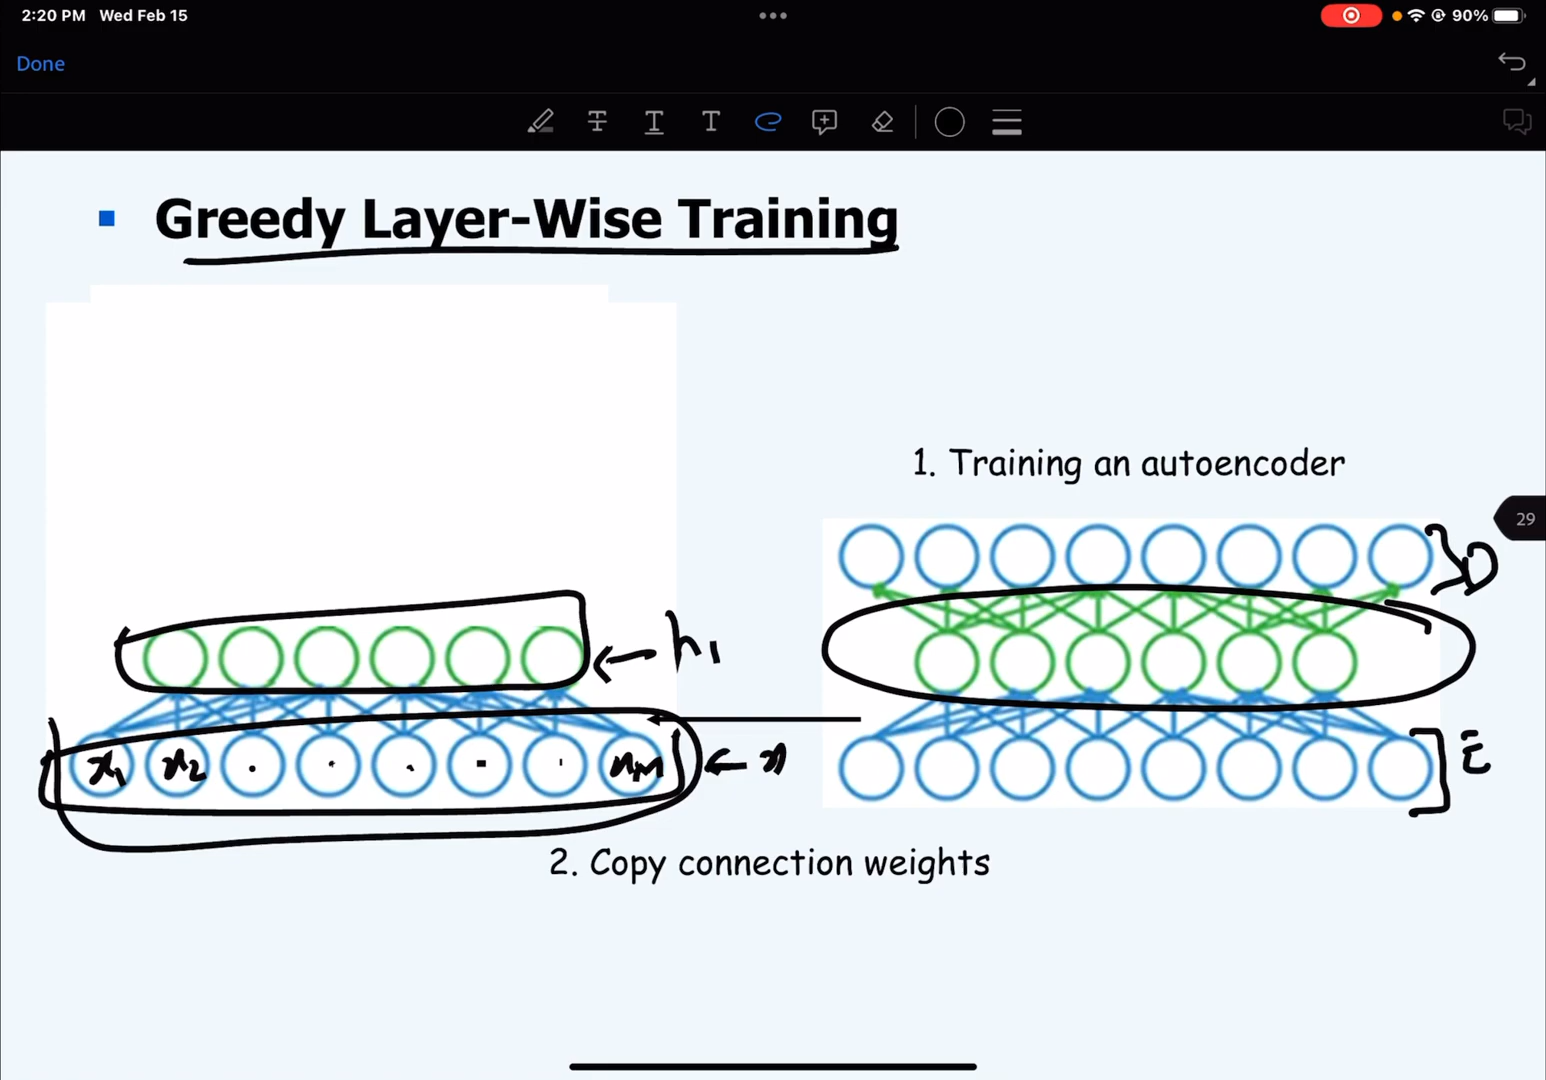 2:20 PM Wed Feb 15
90%
Done
Greedy Layer-Wise Training
1. Training an autoencoder
29
D
h1
x1 x2 . . . . .
E
2. Copy connection weights